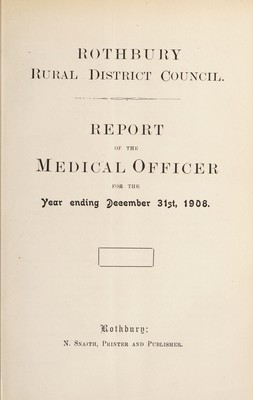 ROTHBURY
RURAL DISTRICT COUNCIL.
REPORT
OF THE
MEDICAL OFFICER
FOR THE
Year ending December 31st, 1908.
Rothbury:
N. SNAITH, PRINTER AND PUBLISHER.